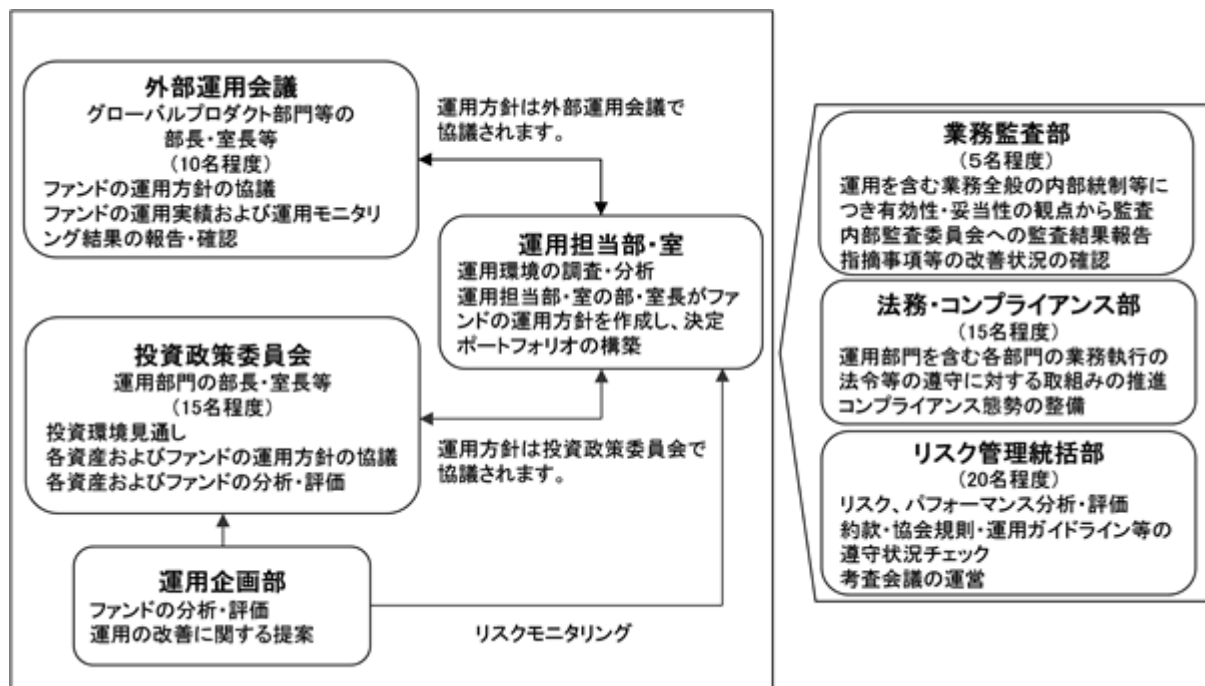 外部運用会議
グローバルプロダクト部門等の
部長・室長等
(10名程度)
ファンドの運用方針の協議
ファンドの運用実績および運用モニタリ
ング結果の報告・確認
運用方針は外部運用会議で
協議されます。
運用担当部・室
運用環境の調査・分析
運用担当部・室の部・室長がファ
ンドの運用方針を作成し、決定
ポートフォリオの構築
投資政策委員会
運用部門の部長・室長等
(15名程度)
投資環境見通し
各資産およびファンドの運用方針の協議
各資産およびファンドの分析・評価
運用方針は投資政策委員会で
協議されます。
運用企画部
ファンドの分析・評価
運用の改善に関する提案
リスクモニタリング
業務監査部
(5名程度)
運用を含む業務全般の内部統制等に
つき有効性・妥当性の観点から監査
内部監査委員会への監査結果報告
指摘事項等の改善状況の確認
法務・コンプライアンス部
(15名程度)
運用部門を含む各部門の業務執行の
法令等の遵守に対する取組みの推進
コンプライアンス態勢の整備
リスク管理統括部
(20名程度)
リスク、パフォーマンス分析・評価
約款・協会規則・運用ガイドライン等の
遵守状況チェック
考査会議の運営